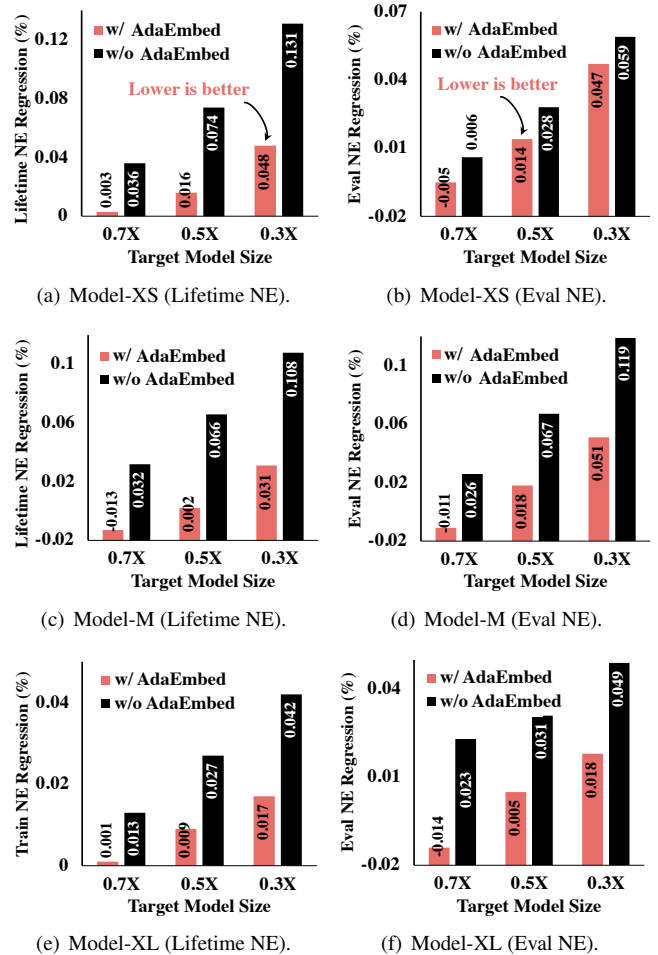 Lifetime NE Regression (%)
0.12
0.08
0.04
0
w/ AdaEmbed
w/o AdaEmbed
Lower is better
0.003
0.036
0.016
0.074
0.048
0.131
0.7X 0.5X 0.3X
Target Model Size
(a) Model-XS (Lifetime NE).
Eval NE Regression (%)
0.07
0.04
0.01
-0.02
w/ AdaEmbed
w/o AdaEmbed
Lower is better
-0.005
0.006
0.014
0.028
0.047
0.059
0.7X 0.5X 0.3X
Target Model Size
(b) Model-XS (Eval NE).
Lifetime NE Regression (%)
0.1
0.06
0.02
-0.02
w/ AdaEmbed
w/o AdaEmbed
-0.013
0.032
0.002
0.066
0.031
0.108
0.7X 0.5X 0.3X
Target Model Size
(c) Model-M (Lifetime NE).
Eval NE Regression (%)
0.1
0.06
0.02
-0.02
w/ AdaEmbed
w/o AdaEmbed
-0.011
0.026
0.018
0.067
0.051
0.119
0.7X 0.5X 0.3X
Target Model Size
(d) Model-M (Eval NE).
Train NE Regression (%)
0.04
0.02
0
w/ AdaEmbed
w/o AdaEmbed
0.001
0.013
0.009
0.027
0.017
0.042
0.7X 0.5X 0.3X
Target Model Size
(e) Model-XL (Lifetime NE).
Eval NE Regression (%)
0.04
0.01
-0.02
w/ AdaEmbed
w/o AdaEmbed
-0.014
0.023
0.005
0.031
0.018
0.049
0.7X 0.5X 0.3X
Target Model Size
(f) Model-XL (Eval NE).